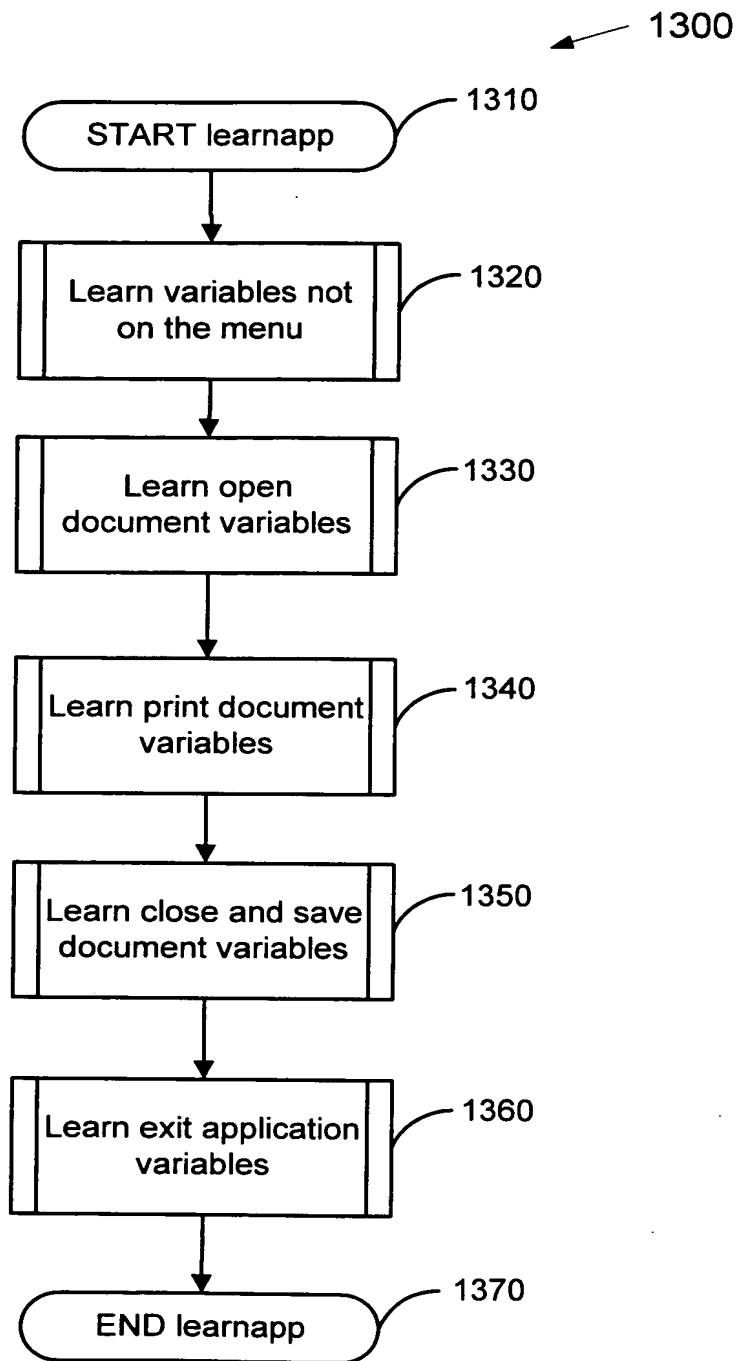 1300
START learnapp
1310
Learn variables not
on the menu
1320
Learn open
document variables
1330
Learn print document
variables
1340
Learn close and save
document variables
1350
Learn exit application
variables
1360
END learnapp
1370